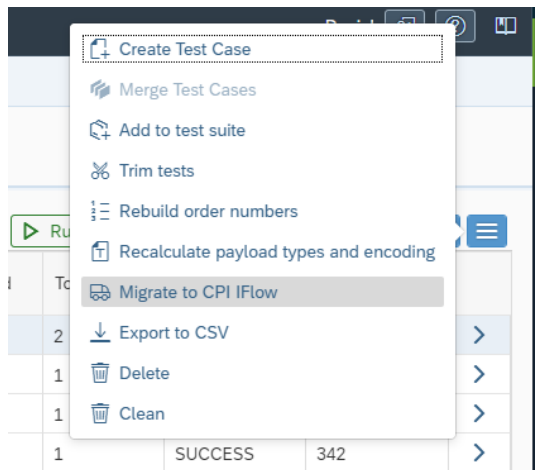 Create Test Case
Merge Test Cases
Add to test suite
Trim tests
Rebuild order numbers
Ru
Recalculate payload types and encoding
To
Migrate to CPI IFlow
2
Export to CSV
1
Delete
1
Clean
1 SUCCESS 342